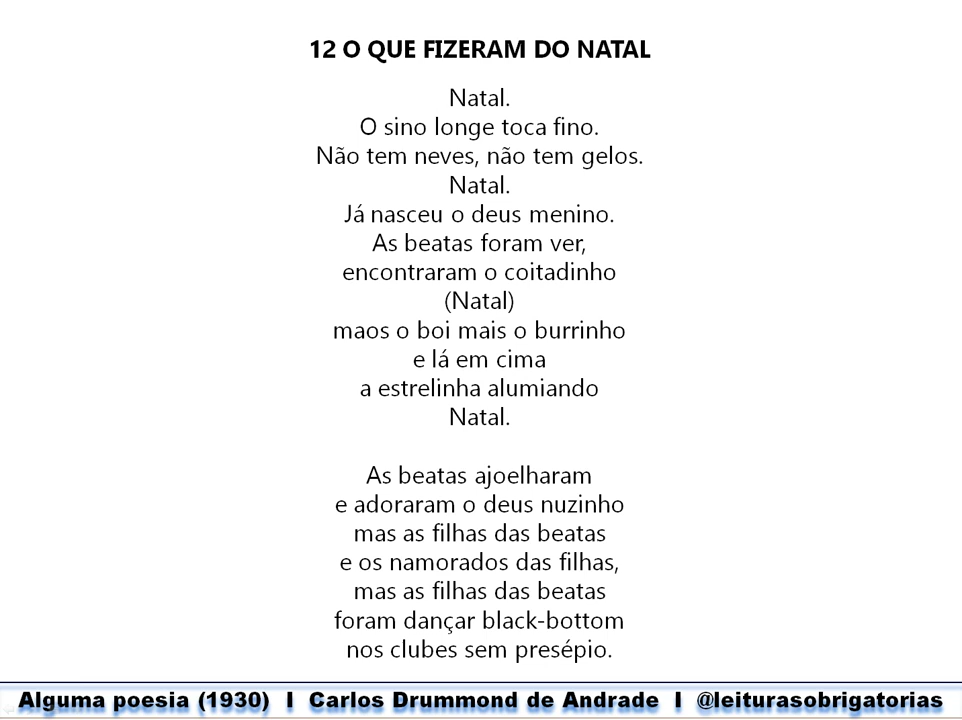 12 O QUE FIZERAM DO NATAL
Natal.
O sino longe toca fino.
Não tem neves, não tem gelos.
Natal.
Já nasceu o deus menino.
As beatas foram ver,
encontraram o coitadinho
(Natal)
maos o boi mais o burrinho
e lá em cima
a estrelinha alumiando
Natal.
As beatas ajoelharam
e adoraram o deus nuzinho
mas as filhas das beatas
e os namorados das filhas,
mas as filhas das beatas
foram dançar black-bottom
nos clubes sem presépio.
Alguma poesia (1930) I Carlos Drummond de Andrade I @leiturasobrigatorias